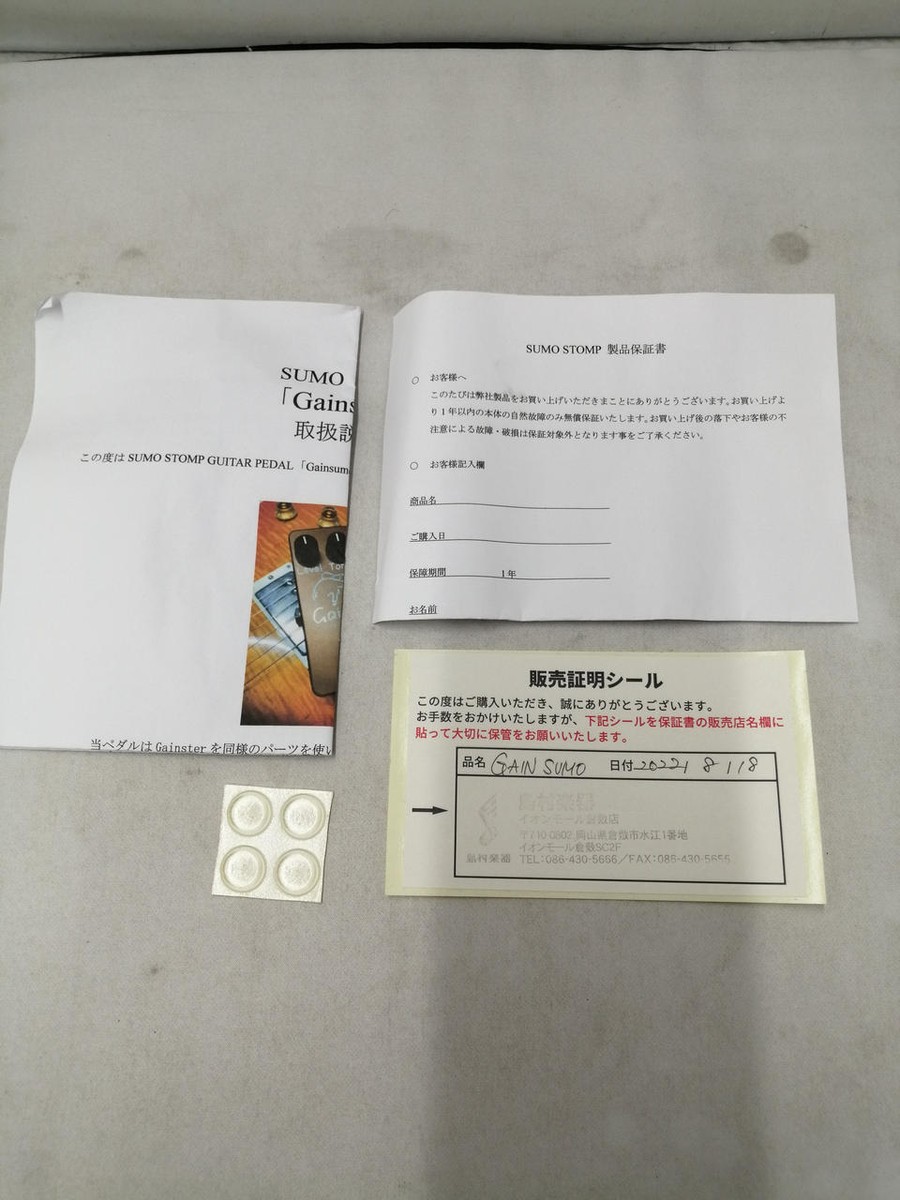 SUMO
「Gains
取扱説
この度は SUMO STOMP GUITAR PEDAL「Gainsum
Level Ton
Gai
当ペダルは Gainster を同様のパーツを使い
SUMO STOMP 製品保証書
○ お客様へ
このたびは弊社製品をお買い上げいただきまことにありがとうございます。お買い上げよ
り1年以内の本体の自然故障のみ無償保証いたします。お買い上げ後の落下やお客様の不
注意による故障・破損は保証対象外となります事をご了承ください。
○ お客様記入欄
商品名
ご購入日
保障期間 1年
お名前
販売証明シール
この度はご購入いただき、誠にありがとうございます。
お手数をおかけいたしますが、下記シールを保証書の販売店名欄に
貼って大切に保管をお願いいたします。
品名 GAIN SUMO 日付 2022/8/18
島村楽器
イオンモール倉敷店
〒710-0802 岡山県倉敷市水江1番地
イオンモール倉敷SC2F
島村楽器 TEL:086-430-5666/FAX:086-430-5655